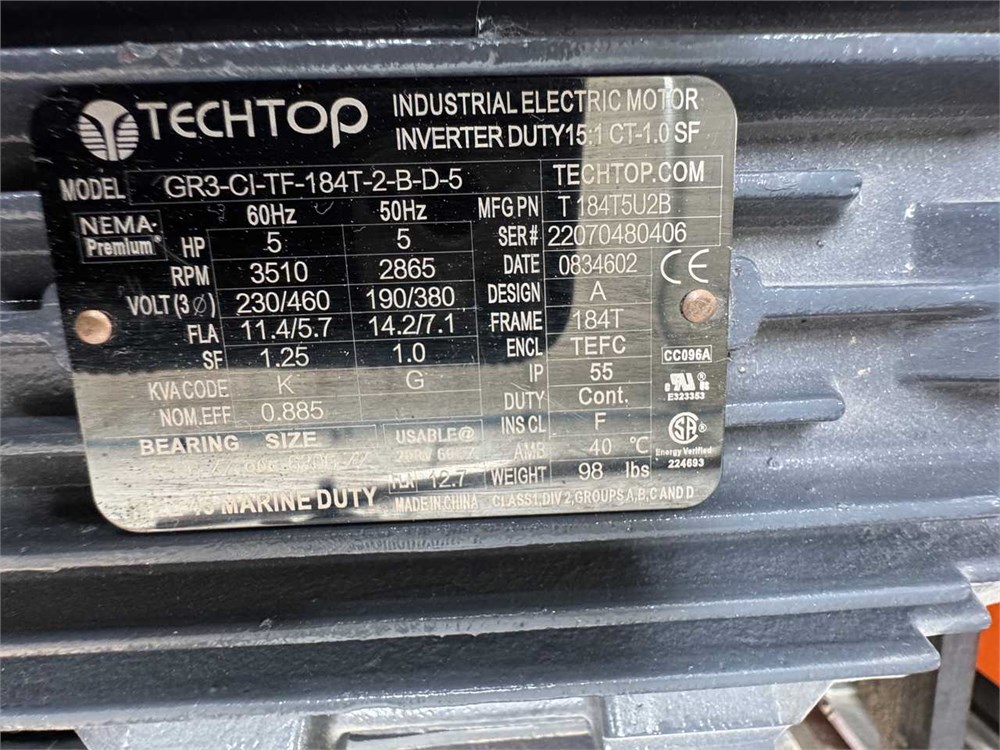 TECHTOP
INDUSTRIAL ELECTRIC MOTOR
INVERTER DUTY15:1 CT-1.0 SF
MODEL GR3-CI-TF-184T-2-B-D-5 TECHTOP.COM
NEMA Premium® 60Hz 50Hz MFG PN T184T5U2B
HP 5 5 SER# 22070480406
RPM 3510 2865 DATE 0834602 CE
VOLT (3Ø) 230/460 190/380 DESIGN A
FLA 11.4/5.7 14.2/7.1 FRAME 184T
SF 1.25 1.0 ENCL TEFC CC096A
KVA CODE K G IP 55
NOM.EFF 0.885 DUTY Cont. E323353
INS CL F
BEARING SIZE USABLE@ AMB 40 °C Energy Verified
12.7 WEIGHT 98 lbs 224693
45 MARINE DUTY MADE IN CHINA CLASS1,DIV 2,GROUPS A,B,C AND D